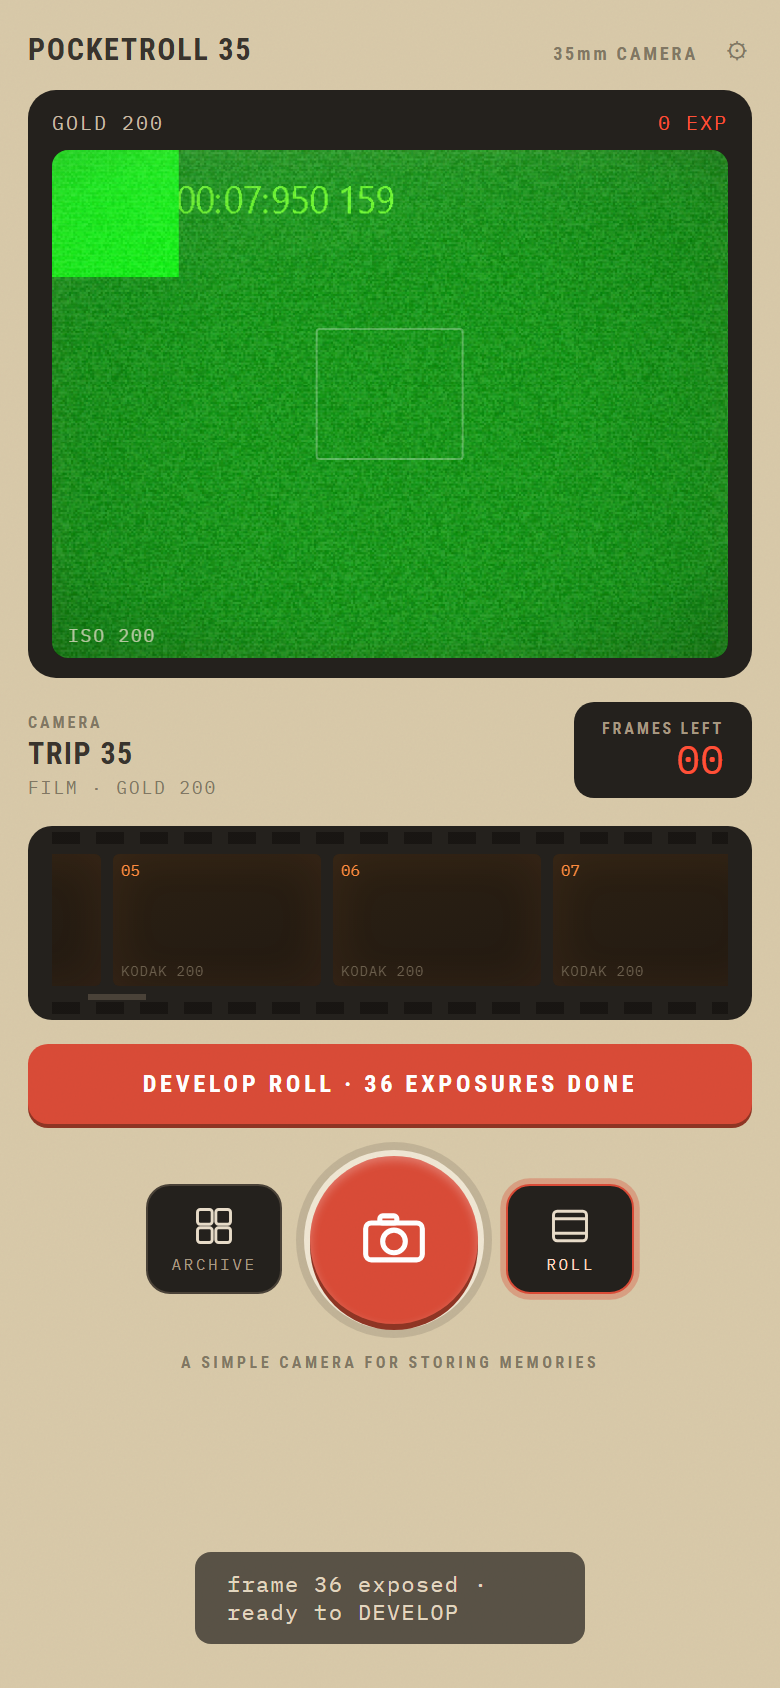 POCKETROLL 35
35mm CAMERA
GOLD 200
0 EXP
00:07:950 159
ISO 200
CAMERA
TRIP 35
FILM · GOLD 200
FRAMES LEFT
00
05
06
07
KODAK 200
KODAK 200
KODAK 200
DEVELOP ROLL · 36 EXPOSURES DONE
ARCHIVE
ROLL
A SIMPLE CAMERA FOR STORING MEMORIES
frame 36 exposed ·
ready to DEVELOP